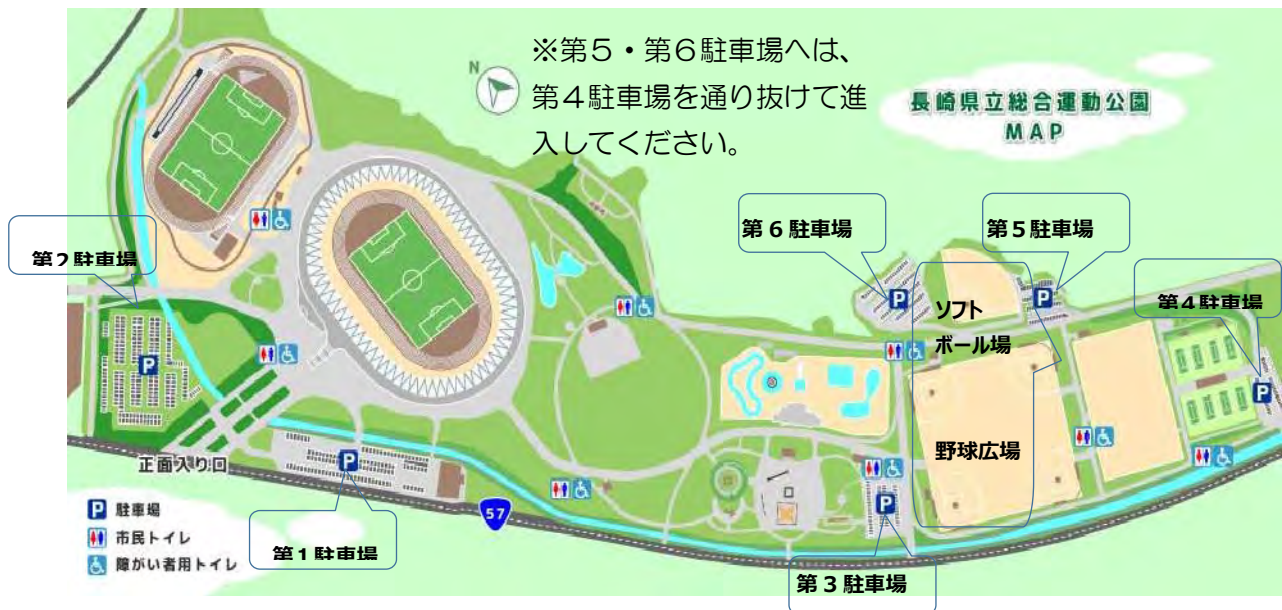 ※第５・第６駐車場へは、
第４駐車場を通り抜けて進
入してください。
N
長崎県立総合運動公園
MAP
第２駐車場
第６駐車場
第５駐車場
第４駐車場
ソフト
ボール場
野球広場
正面入り口
57
P 駐車場
市民トイレ
障がい者用トイレ
第１駐車場
第３駐車場
P
P
P
P
P
P